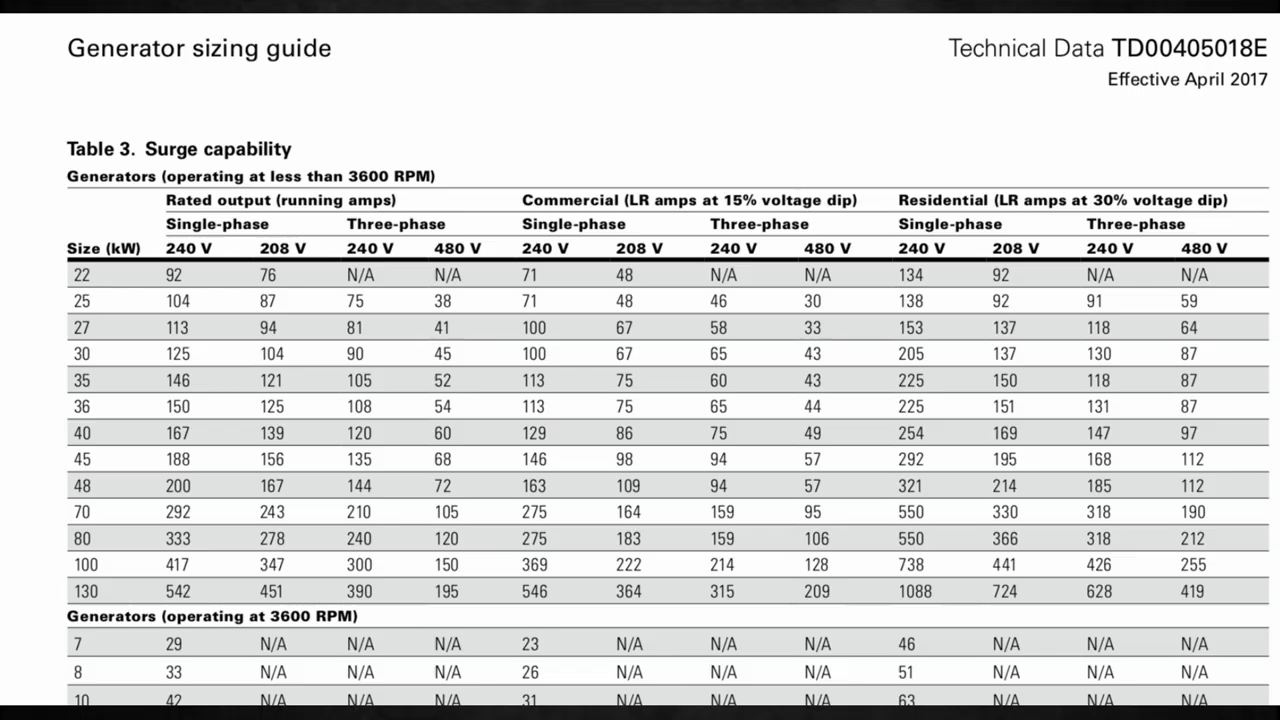 Generator sizing guide
Technical Data TD00405018E
Effective April 2017
Table 3. Surge capability
Generators (operating at less than 3600 RPM)
Rated output (running amps) Commercial (LR amps at 15% voltage dip) Residential (LR amps at 30% voltage dip)
Single-phase Three-phase Single-phase Three-phase Single-phase Three-phase
Size (kW) 240 V 208 V 240 V 480 V 240 V 208 V 240 V 480 V 240 V 208 V 240 V 480 V
22 92 76 N/A N/A 71 48 N/A N/A 134 92 N/A N/A
25 104 87 75 38 71 48 46 30 138 92 91 59
27 113 94 81 41 100 67 58 33 153 137 118 64
30 125 104 90 45 100 67 65 43 205 137 130 87
35 146 121 105 52 113 75 60 43 225 150 118 87
36 150 125 108 54 113 75 65 44 225 151 131 87
40 167 139 120 60 129 86 75 49 254 169 147 97
45 188 156 135 68 146 98 94 57 292 195 168 112
48 200 167 144 72 163 109 94 57 321 214 185 112
70 292 243 210 105 275 164 159 95 550 330 318 190
80 333 278 240 120 275 183 159 106 550 366 318 212
100 417 347 300 150 369 222 214 128 738 441 426 255
130 542 451 390 195 546 364 315 209 1088 724 628 419
Generators (operating at 3600 RPM)
7 29 N/A N/A N/A 23 N/A N/A N/A 46 N/A N/A N/A
8 33 N/A N/A N/A 26 N/A N/A N/A 51 N/A N/A N/A
10 42 N/A N/A N/A 31 N/A N/A N/A 63 N/A N/A N/A